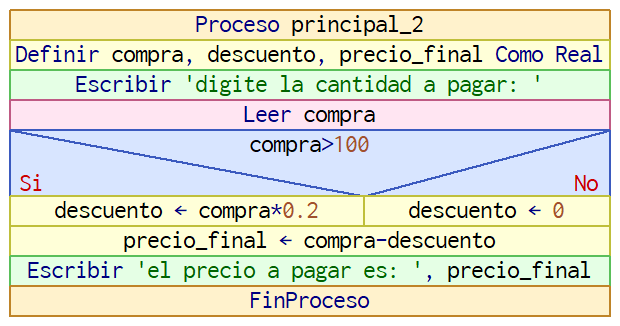 Proceso principal_2
Definir compra, descuento, precio_final Como Real
Escribir 'digite la cantidad a pagar: '
Leer compra
compra>100
Si No
descuento ← compra*0.2 descuento ← 0
precio_final ← compra-descuento
Escribir 'el precio a pagar es: ', precio_final
FinProceso